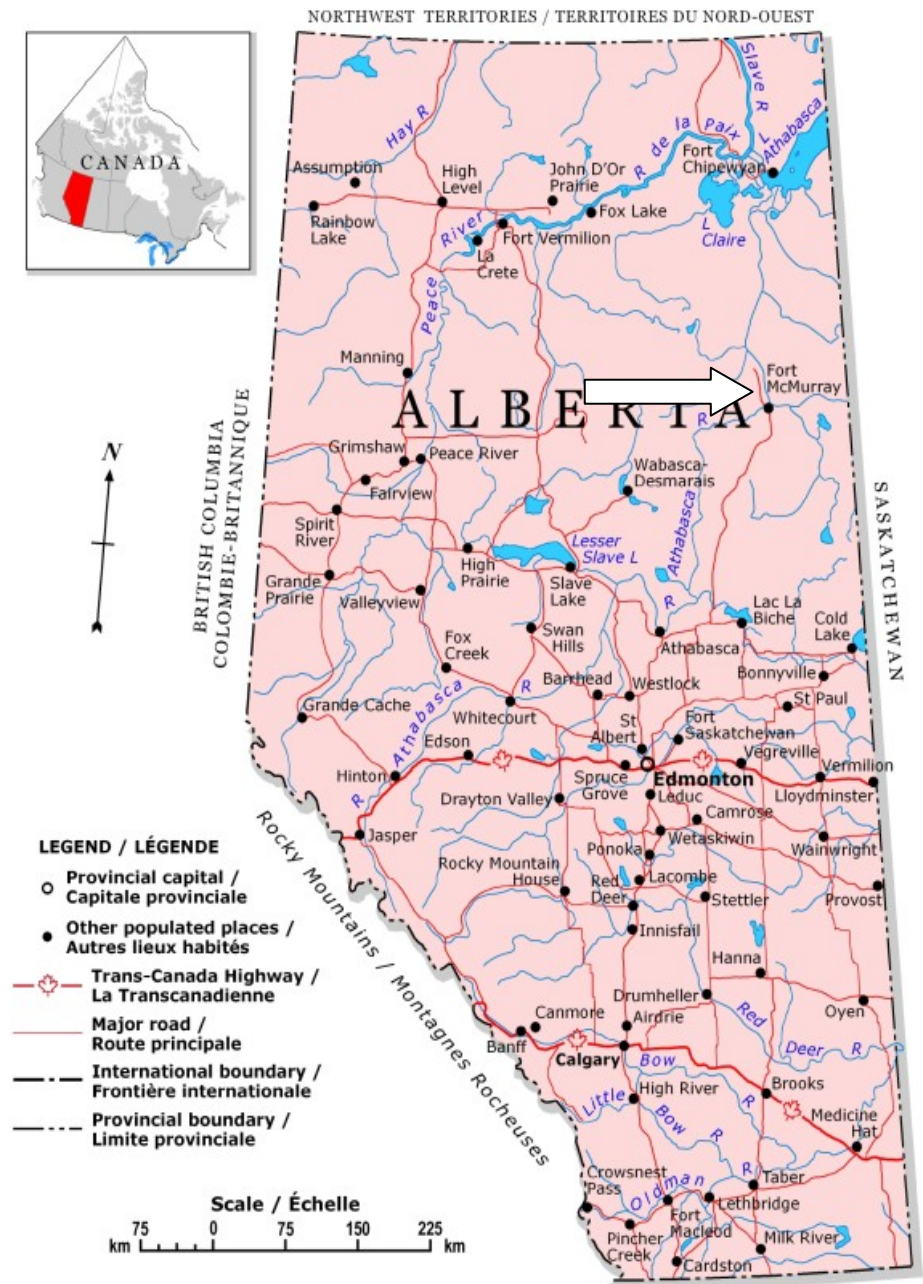 NORTHWEST TERRITORIES / TERRITOIRES DU NORD-OUEST
CANADA
Slave R
Hay R
R de la Paix
L Athabasca
Fort
Chipewyan
Assumption
High
Level
John D'Or
Prairie
Rainbow
Lake
Fox Lake
Fort Vermilion
L
Claire
La
Crete
Peace River
Manning
Fort
McMurray
ALBERTA
BRITISH COLUMBIA
COLOMBIE-BRITANNIQUE
N
SASKATCHEWAN
Grimshaw
Peace River
Fairview
Wabasca-
Desmarais
Athabasca R
Spirit
River
Lesser
Slave L
High
Prairie
Slave
Lake
Grande
Prairie
Valleyview
R
Lac La
Biche
Cold
Lake
Fox
Creek
Swan
Hills
Athabasca
Bonnyville
Barrhead
Westlock
St Paul
Grande Cache
R Athabasca R
Whitecourt
St
Albert
Fort
Saskatchewan
Edson
Vegreville
Vermilion
Hinton
Spruce
Grove
Edmonton
Lloydminster
Drayton Valley
Leduc
Camrose
Jasper
Wetaskiwin
Ponoka
Wainwright
Rocky Mountain
House
Red
Deer
Lacombe
Stettler
Provost
Innisfail
Hanna
Rocky Mountains / Montagnes Rocheuses
Drumheller
Oyen
Canmore
Airdrie
Red Deer R
Banff
Calgary
Bow R
High River
Brooks
Little Bow R
Medicine
Hat
Crowsnest
Pass
Oldman R
Taber
Lethbridge
Fort
Macleod
Pincher
Creek
Milk River
Cardston
LEGEND / LÉGENDE
Provincial capital /
Capitale provinciale
Other populated places /
Autres lieux habités
Trans-Canada Highway /
La Transcanadienne
Major road /
Route principale
International boundary /
Frontière internationale
Provincial boundary /
Limite provinciale
Scale / Échelle
75 0 75 150 225
km km